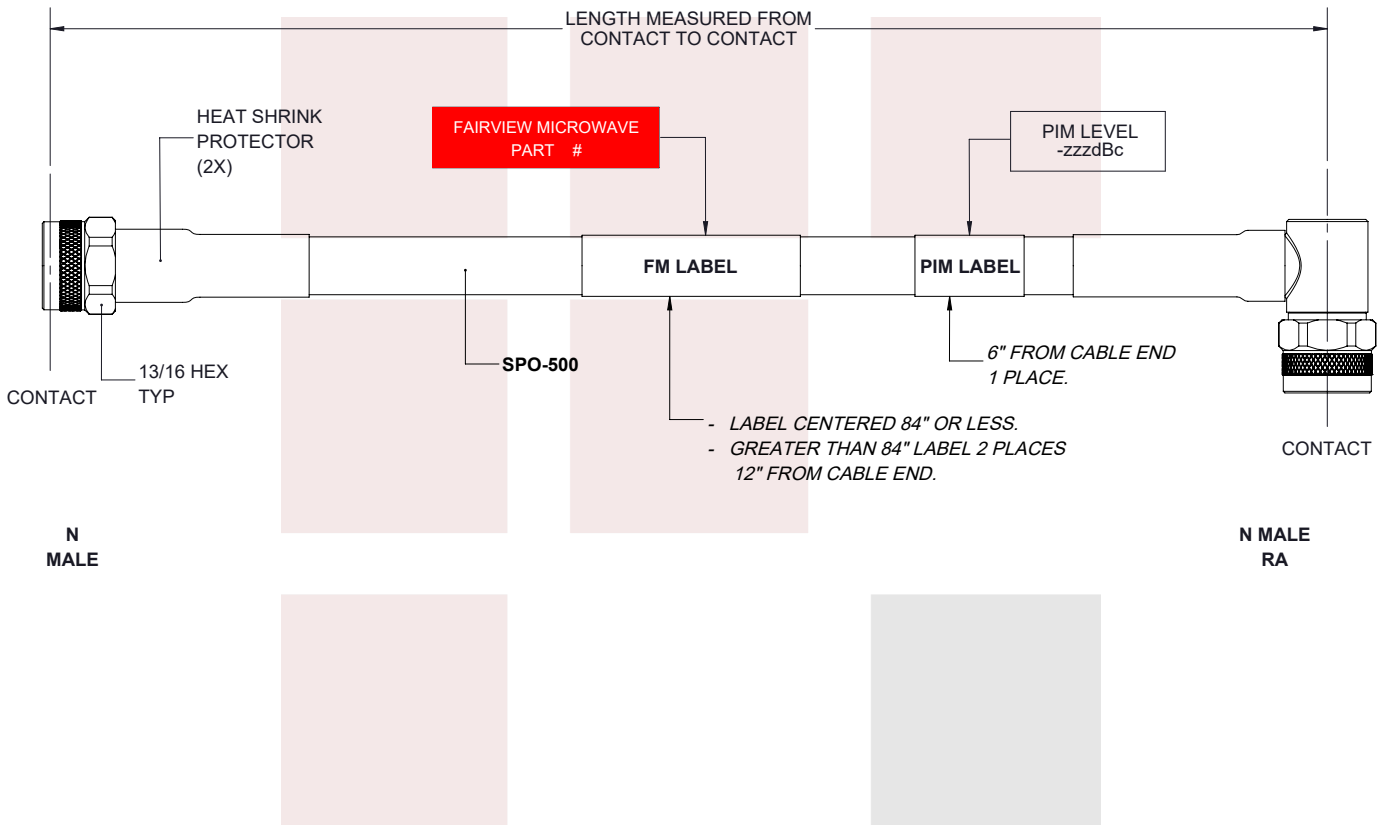 LENGTH MEASURED FROM
CONTACT TO CONTACT
HEAT SHRINK
PROTECTOR
(2X)
FAIRVIEW MICROWAVE
PART #
PIM LEVEL
-zzzdBc
FM LABEL
PIM LABEL
13/16 HEX
TYP
CONTACT
SPO-500
6" FROM CABLE END
1 PLACE.
- LABEL CENTERED 84" OR LESS.
- GREATER THAN 84" LABEL 2 PLACES
12" FROM CABLE END.
CONTACT
N
MALE
N MALE
RA